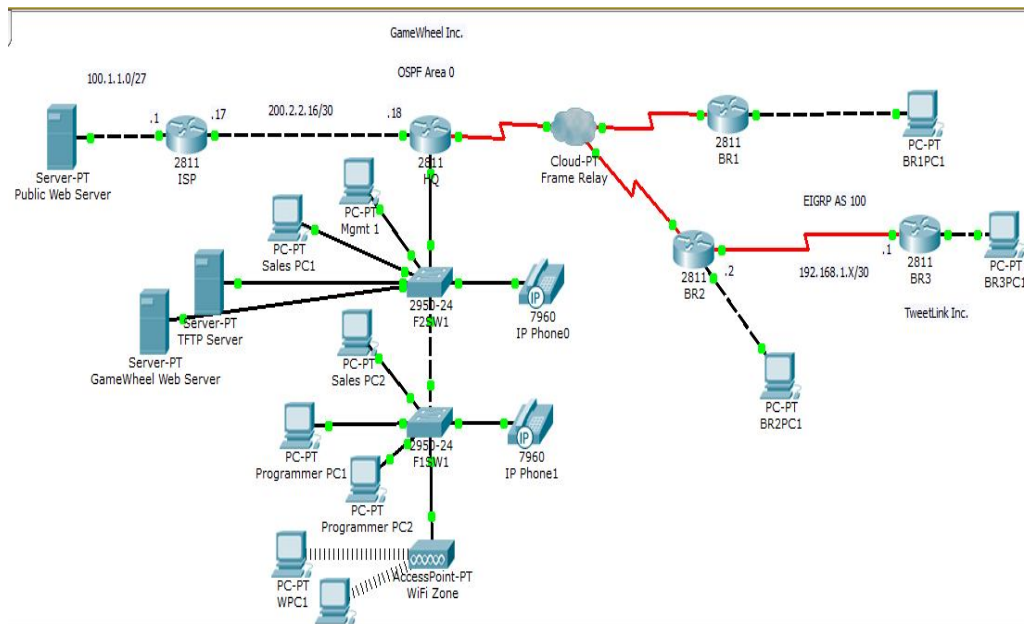 GameWheel Inc.
OSPF Area 0
100.1.1.0/27
.1
.17
200.2.2.16/30
.18
Server-PT
Public Web Server
2811
ISP
2811
HQ
Cloud-PT
Frame Relay
2811
BR1
PC-PT
BR1PC1
PC-PT
Mgmt 1
PC-PT
Sales PC1
EIGRP AS 100
2811
BR2
.2
192.168.1.X/30
.1
2811
BR3
PC-PT
BR3PC1
TweetLink Inc.
Server-PT
TFTP Server
Server-PT
GameWheel Web Server
2950-24
F2SW1
IP
7960
IP Phone0
PC-PT
Sales PC2
PC-PT
BR2PC1
PC-PT
Programmer PC1
2950-24
F1SW1
IP
7960
IP Phone1
PC-PT
Programmer PC2
PC-PT
WPC1
AccessPoint-PT
WiFi Zone